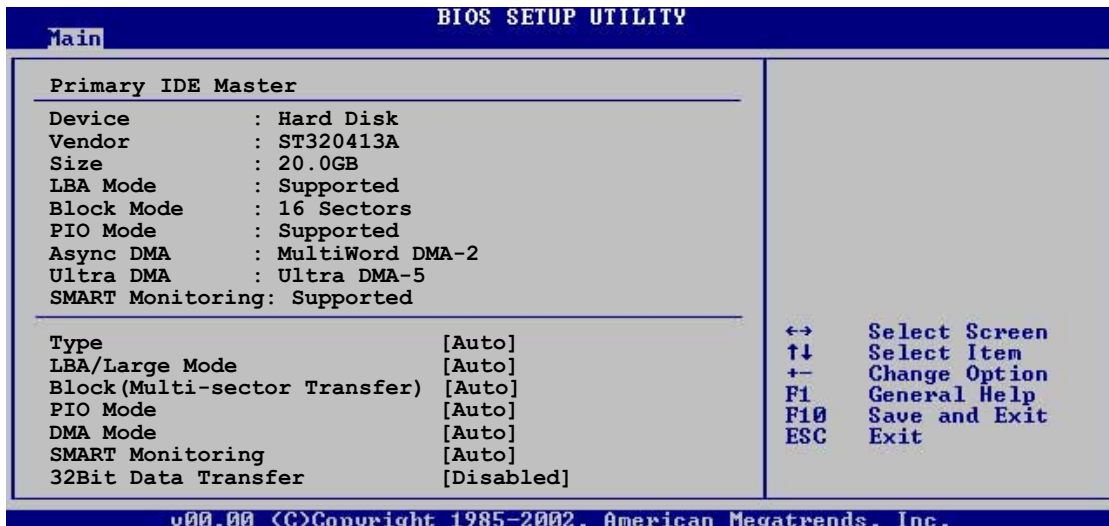 BIOS SETUP UTILITY
Main
Primary IDE Master
Device : Hard Disk
Vendor : ST320413A
Size : 20.0GB
LBA Mode : Supported
Block Mode : 16 Sectors
PIO Mode : Supported
Async DMA : MultiWord DMA-2
Ultra DMA : Ultra DMA-5
SMART Monitoring: Supported
Type [Auto]
LBA/Large Mode [Auto]
Block(Multi-sector Transfer) [Auto]
PIO Mode [Auto]
DMA Mode [Auto]
SMART Monitoring [Auto]
32Bit Data Transfer [Disabled]
←→ Select Screen
↑↓ Select Item
+- Change Option
F1 General Help
F10 Save and Exit
ESC Exit
v00.00 (C)Copyright 1985-2002, American Megatrends, Inc.